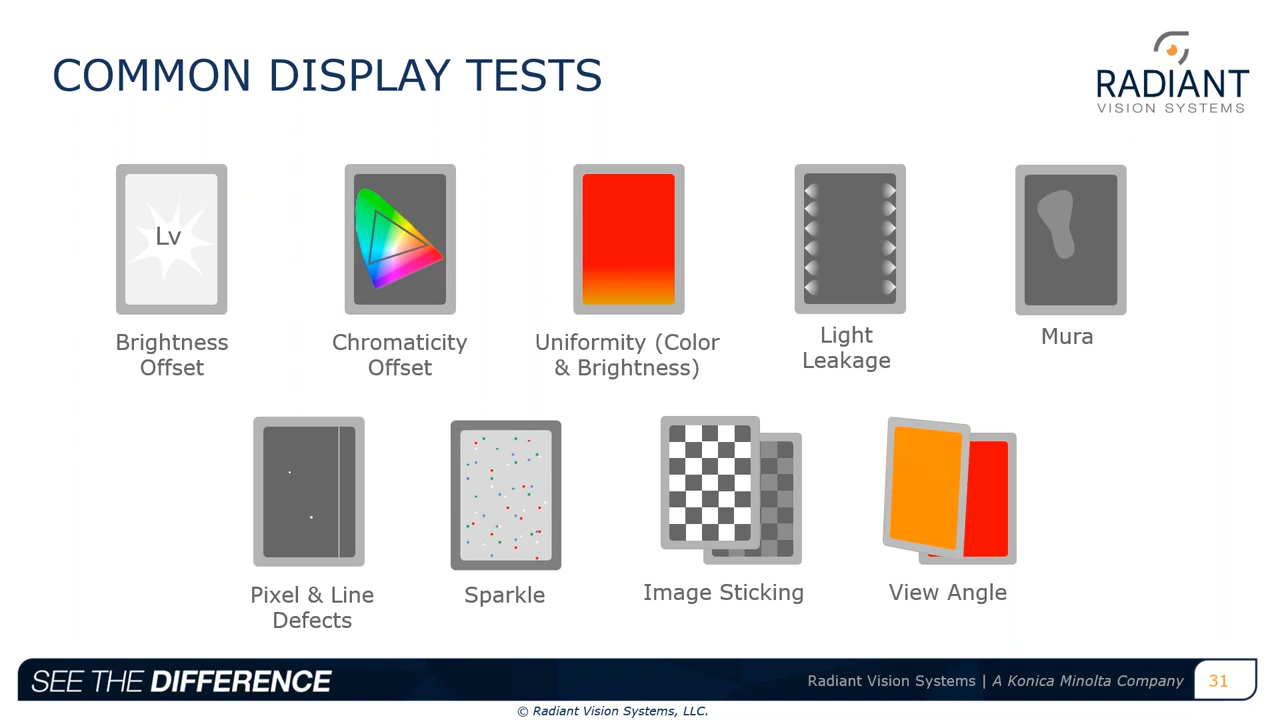 COMMON DISPLAY TESTS
RADIANT
VISION SYSTEMS
Lv
Brightness
Offset
Chromaticity
Offset
Uniformity (Color
& Brightness)
Light
Leakage
Mura
Pixel & Line
Defects
Sparkle
Image Sticking
View Angle
SEE THE DIFFERENCE
Radiant Vision Systems | A Konica Minolta Company
31
© Radiant Vision Systems, LLC.